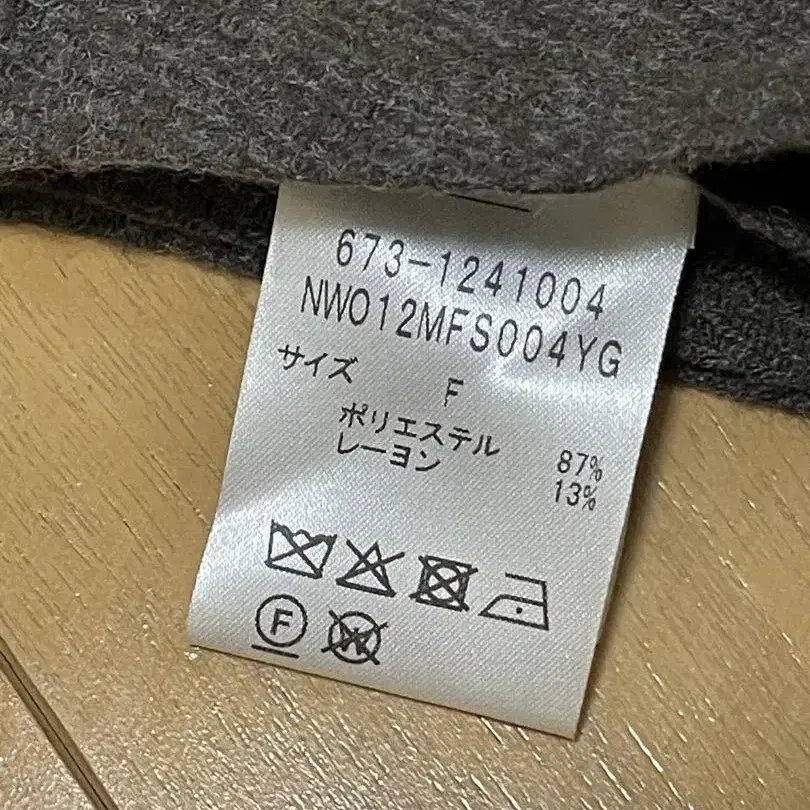 673-1241004
NW012MFS004YG
サイズ F
ポリエステル 87%
レーヨン 13%
F W